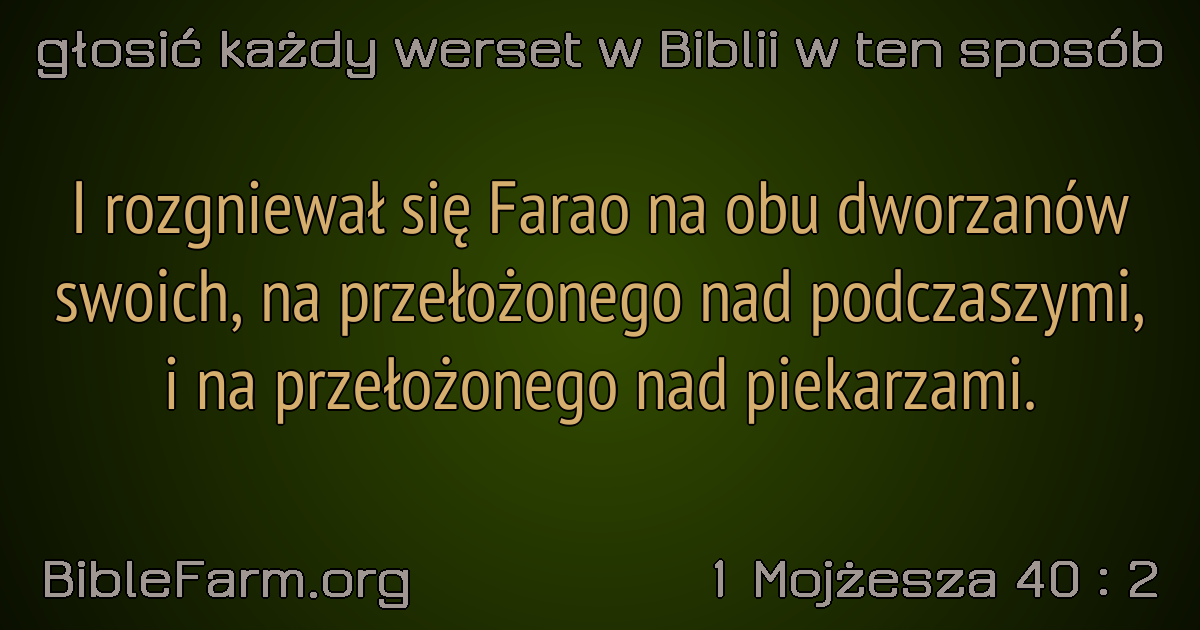 głosić każdy werset w Biblii w ten sposób
I rozgniewał się Farao na obu dworzanów
swoich, na przełożonego nad podczaszymi,
i na przełożonego nad piekarzami.
BibleFarm.org
1 Mojżesza 40 : 2